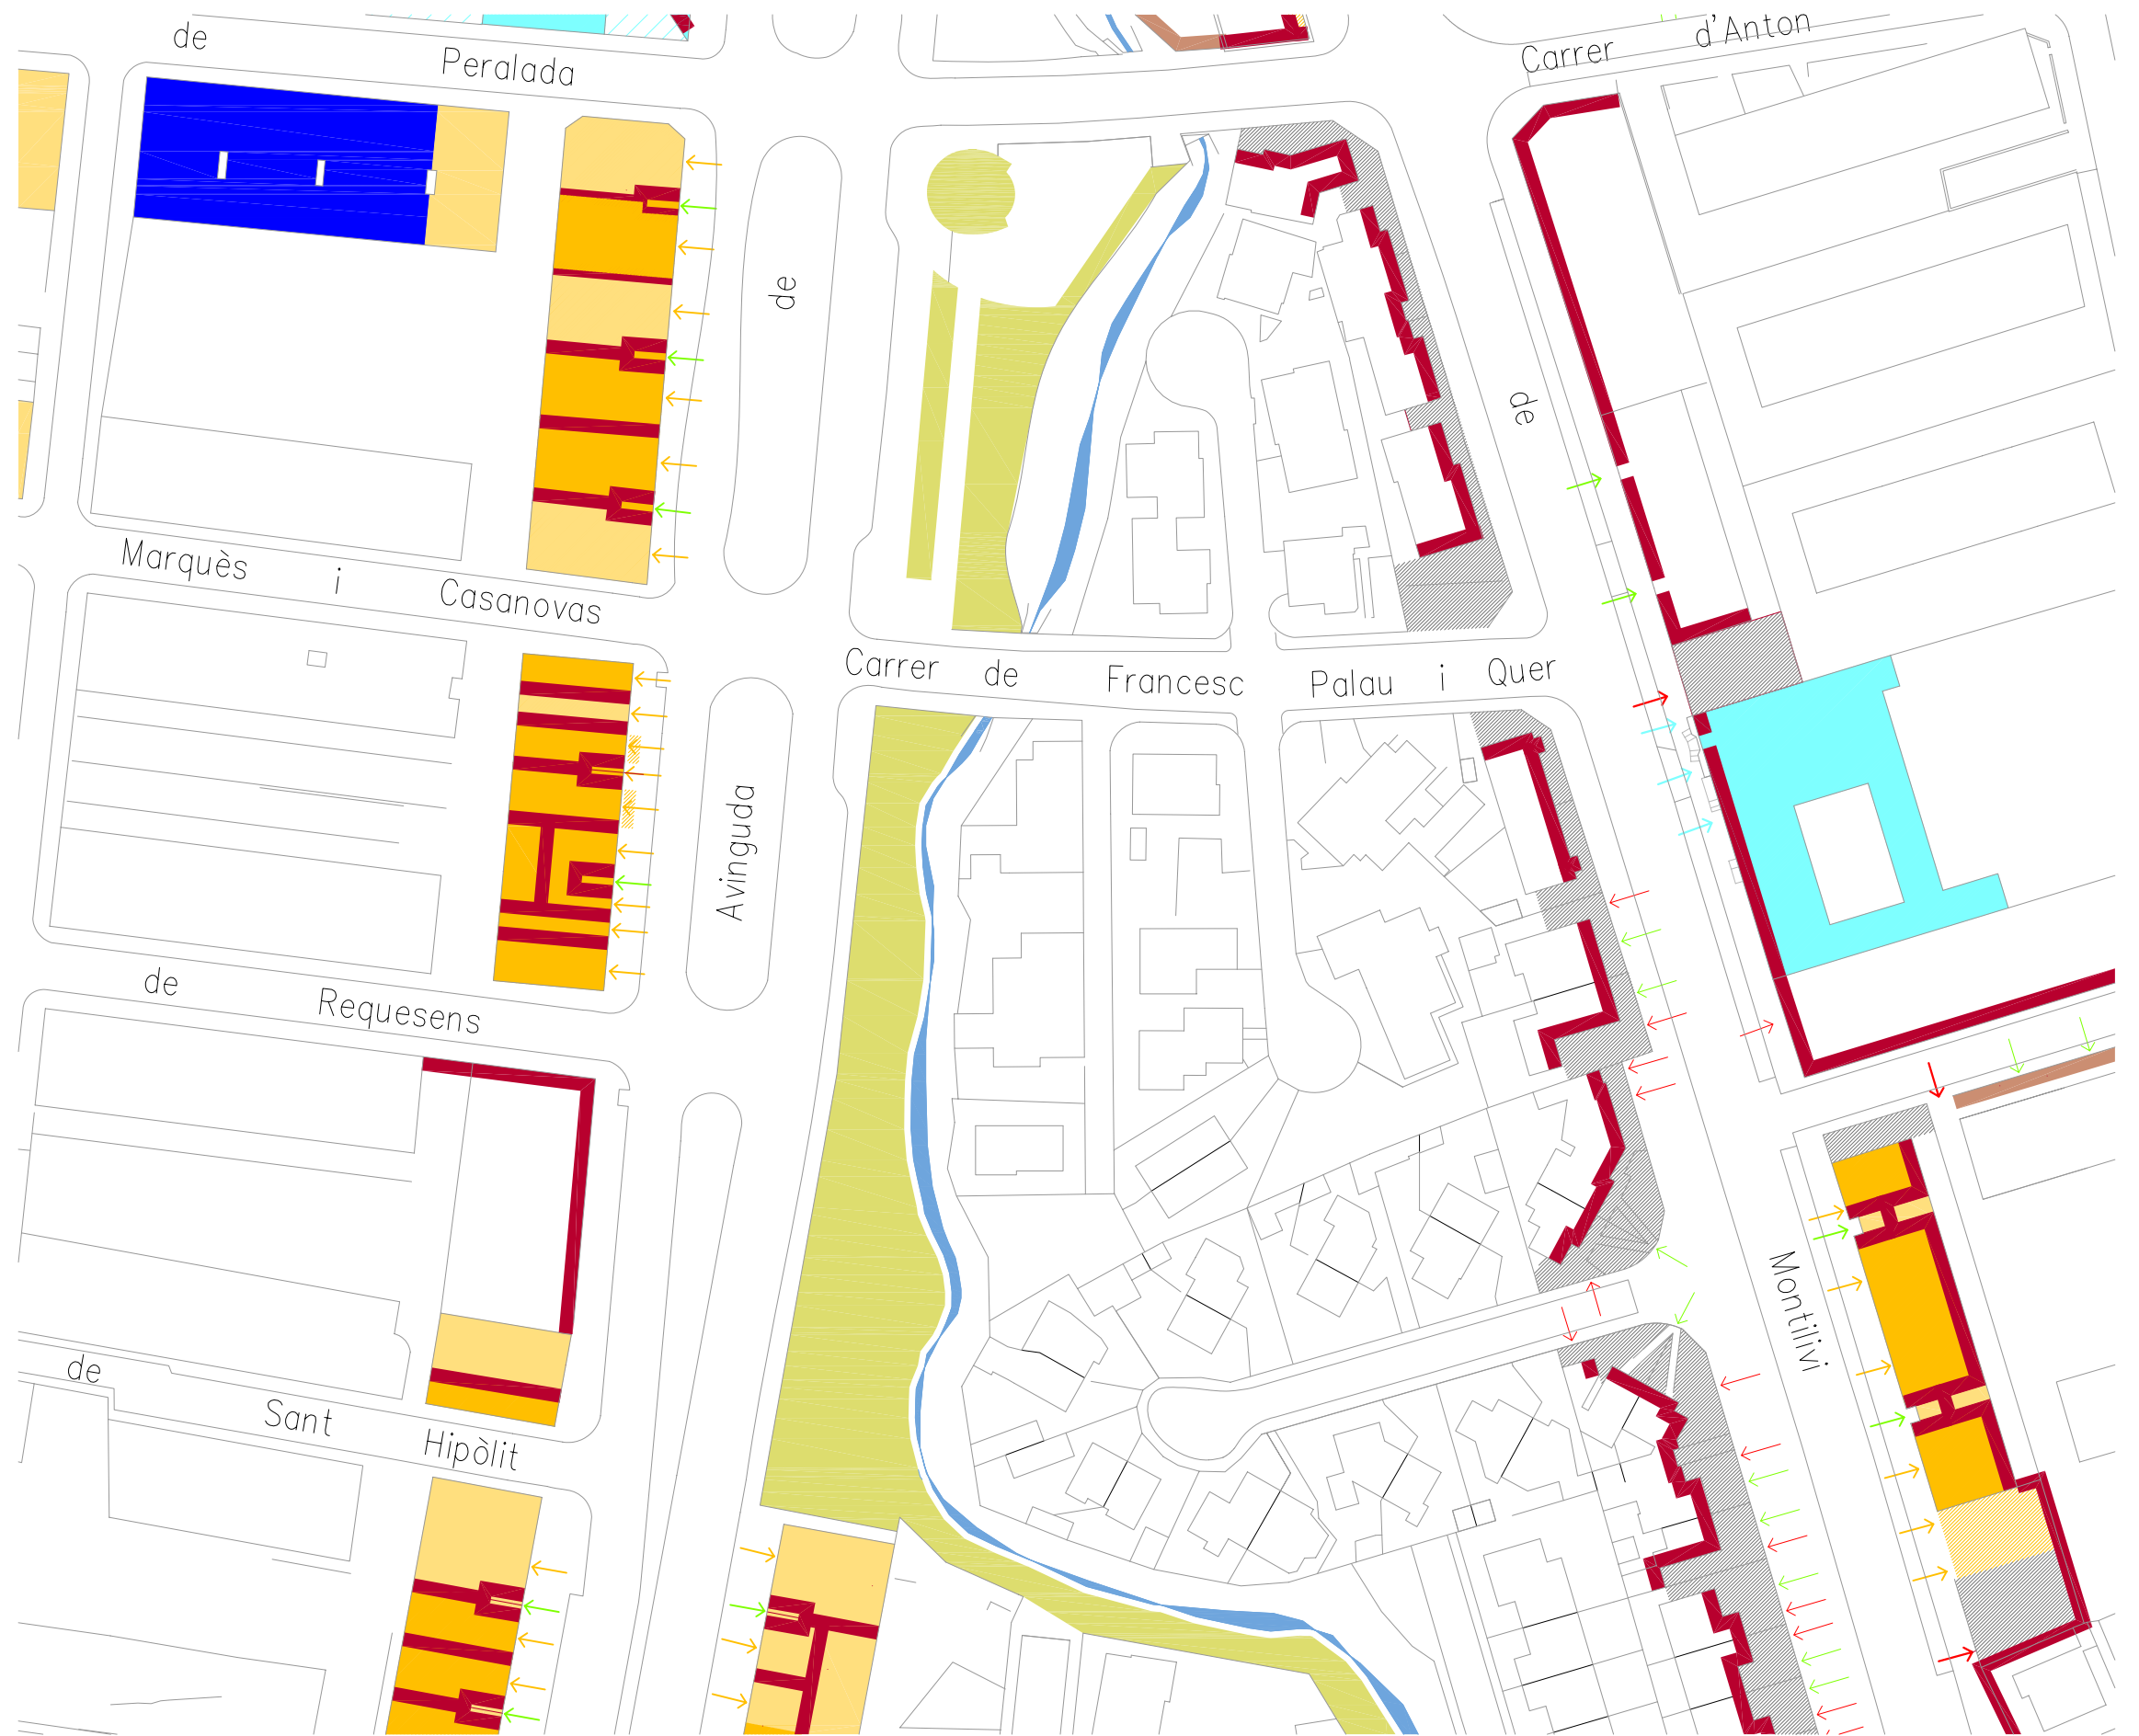 de Peralada
Carrer d'Anton
de
de
Marquès i Casanovas
Carrer de Francesc Palau i Quer
Avinguda
de Requesens
Montilivi
de Sant Hipòlit